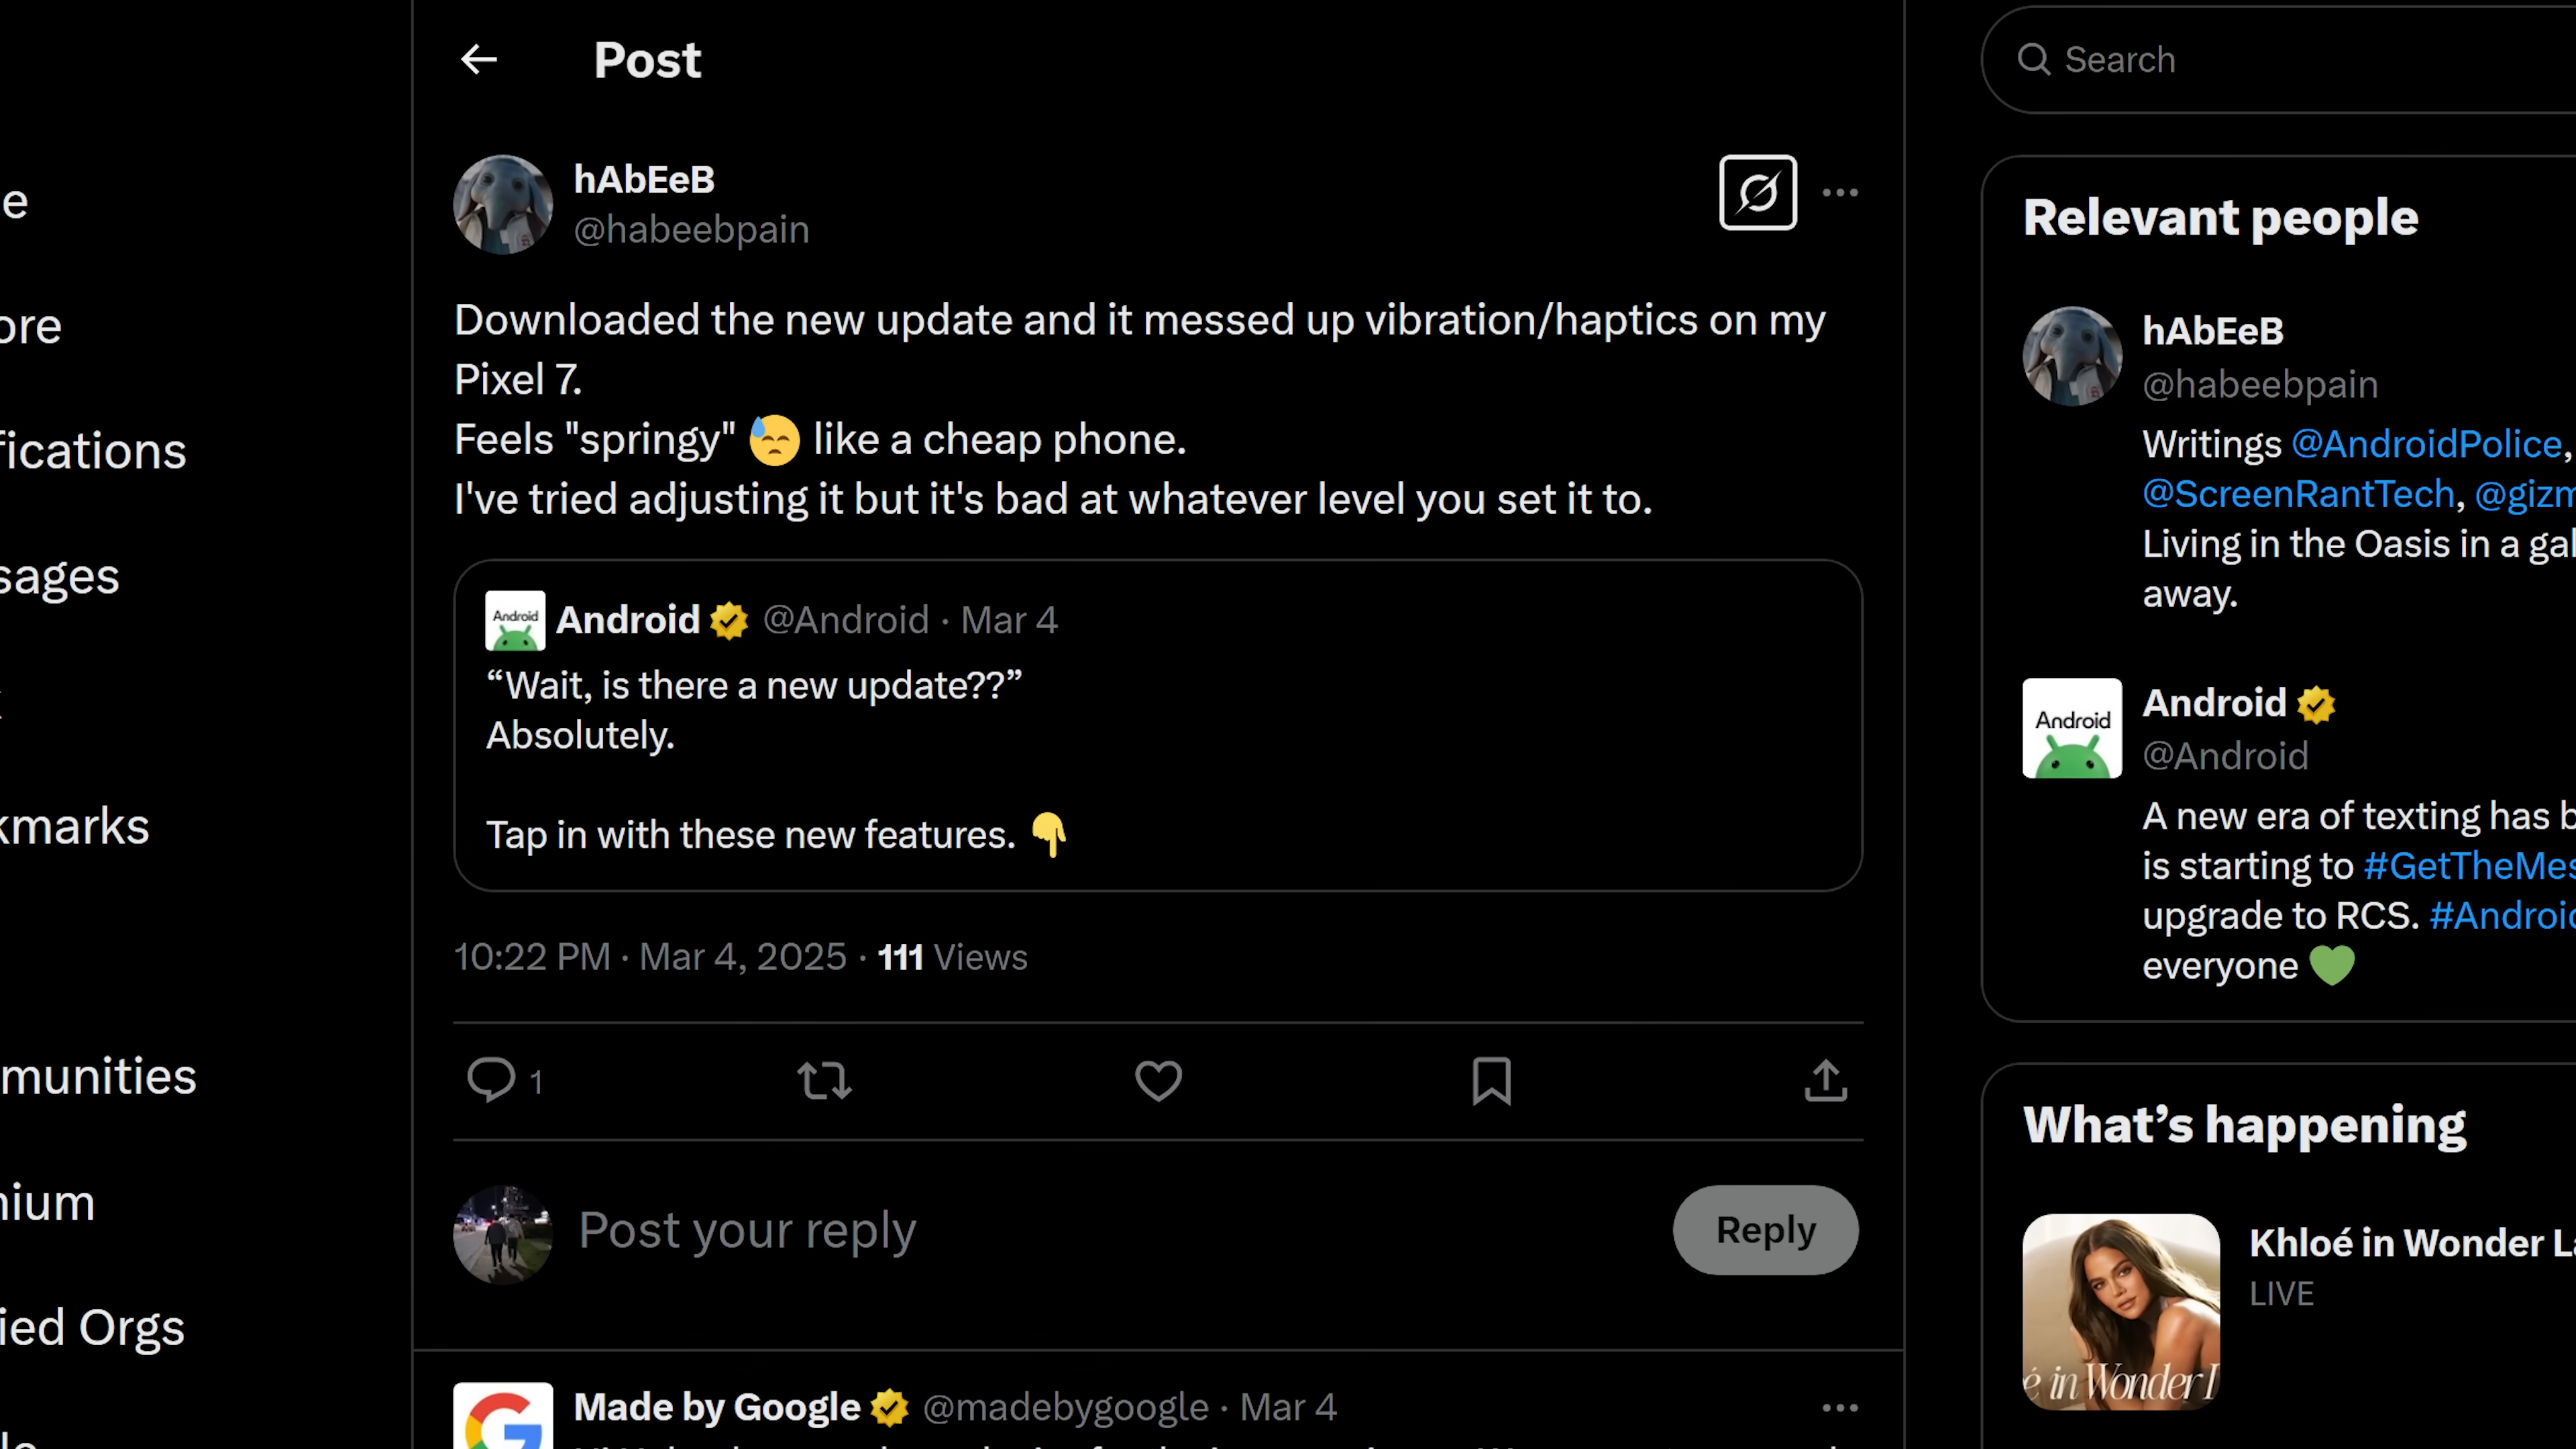 Post
Search
hAbEeB
@habeebpain
Downloaded the new update and it messed up vibration/haptics on my
Pixel 7.
Feels "springy" 😓 like a cheap phone.
I've tried adjusting it but it's bad at whatever level you set it to.
Android
Android @Android · Mar 4
“Wait, is there a new update??”
Absolutely.
Tap in with these new features. 👇
10:22 PM · Mar 4, 2025 · 111 Views
1
Post your reply
Reply
Made by Google @madebygoogle · Mar 4
Relevant people
hAbEeB
@habeebpain
Writings @AndroidPolice,
@ScreenRantTech, @gizm
Living in the Oasis in a gal
away.
Android
Android
@Android
A new era of texting has b
is starting to #GetTheMes
upgrade to RCS. #Android
everyone 💚
What’s happening
Khloé in Wonder La
LIVE
é in Wonder l
e
ore
fications
sages
kmarks
munities
nium
ied Orgs